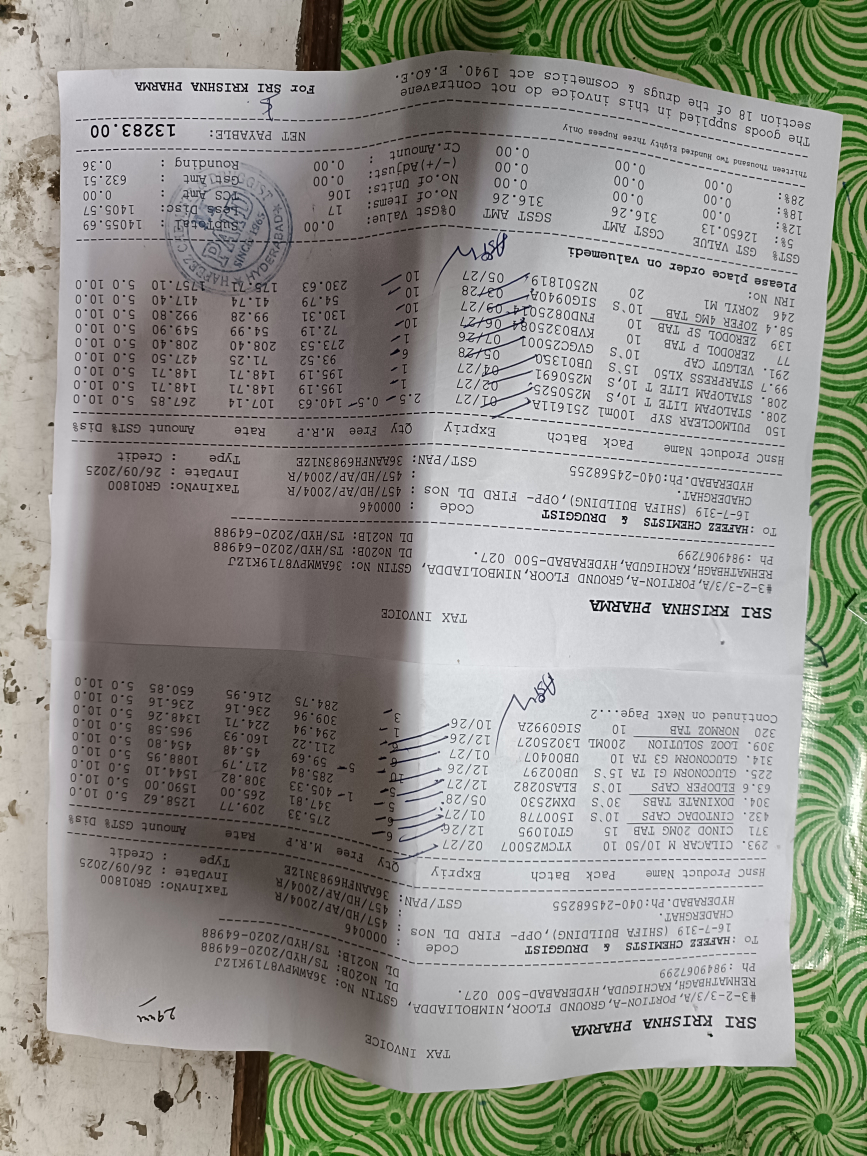 TAX INVOICE
SRI KRISHNA PHARMA
#3-2-3/3/A, PORTION-A, GROUND FLOOR, NIMBOLIADDA, GSTIN No: 36AWMPV8719K1ZJ
REHMATHBAGH, KACHIGUDA, HYDERABAD-500 027. DL No20B: TS/HYD/2020-64988
Ph :9849067299 DL No21B: TS/HYD/2020-64988
To :HAFEEZ CHEMISTS & DRUGGIST Code : 000046
16-7-319 (SHIFA BUILDING), OPP- FIRD DL Nos : 457/HD/AP/2004/R TaxInvNo: GR01800
CHADERGHAT. : 457/HD/AP/2004/R InvDate : 26/09/2025
HYDERABAD.Ph:040-24568255 GST/PAN: 36AANFH6983N1ZE Type : Credit
Hsnc Product Name Pack Batch Expriy Qty Free M.R.P Rate Amount GST% Dis%
293. CILACAR M 10/50 10 YTCYM25007 02/27 6 275.33 209.77 1258.62 5.0 10.0
371 CINOD 20MG TAB 15 GT01095 12/26 6 347.81 265.00 1590.00 5.0 10.0
432. CINTODAC CAPS 10'S I500778 01/27 5 1 405.33 308.82 1544.10 5.0 10.0
304. DOXINATE TABS 30'S DXM2530 05/28 5 285.84 217.79 1088.95 5.0 10.0
63.6 ELDOPER CAPS 10'S ELAS0282 12/27 10 5 59.69 45.48 454.80 5.0 10.0
225. GLUCONORM G1 TA 15'S UB00297 12/26 6 211.22 160.93 965.58 5.0 10.0
314. GLUCONORM G3 TA 10 UB00407 01/27 6 294.94 224.71 1348.26 5.0 10.0
309. LOOZ SOLUTION 200ML L3025027 12/26 1 309.96 236.16 236.16 5.0 10.0
320 NORMOZ TAB 10 SIG0992A 10/26 3 284.75 216.95 650.85 5.0 10.0
Continued on Next Page...2
TAX INVOICE
SRI KRISHNA PHARMA
#3-2-3/3/A, PORTION-A, GROUND FLOOR, NIMBOLIADDA, GSTIN No: 36AWMPV8719K1ZJ
REHMATHBAGH, KACHIGUDA, HYDERABAD-500 027. DL No20B: TS/HYD/2020-64988
Ph :9849067299 DL No21B: TS/HYD/2020-64988
To :HAFEEZ CHEMISTS & DRUGGIST Code : 000046
16-7-319 (SHIFA BUILDING), OPP- FIRD DL Nos : 457/HD/AP/2004/R TaxInvNo: GR01800
CHADERGHAT. : 457/HD/AP/2004/R InvDate : 26/09/2025
HYDERABAD.Ph:040-24568255 GST/PAN: 36AANFH6983N1ZE Type : Credit
Hsnc Product Name Pack Batch Expriy Qty Free M.R.P Rate Amount GST% Dis%
150 PULMOCLEAR SYP 100ml 251611A 01/27 2.5 0.5 140.63 107.14 267.85 5.0 10.0
208. STALOPAM LITE T 10,S MZ50525 02/27 1 195.19 148.71 148.71 5.0 10.0
208. STALOPAM LITE T 10,S MZ50691 04/27 1 195.19 148.71 148.71 5.0 10.0
99.7 STARPRESS XL50 15'S UB01350 05/28 6 93.52 71.25 427.50 5.0 10.0
291. VELGUT CAP 10'S GVGC25001 07/26 1 273.53 208.40 208.40 5.0 10.0
77 ZERODOL P TAB 10 KVB0325084 06/27 10 72.19 54.99 549.90 5.0 10.0
139 ZERODOL SP TAB 10 FND0825014 09/27 10 130.31 99.28 992.80 5.0 10.0
58.4 ZOFER 4MG TAB 10'S SIG0940A 03/28 10 54.79 41.74 417.40 5.0 10.0
246 ZORYL M1 20 N2501819 05/27 10 230.63 175.71 1757.10 5.0 10.0
IRN No:
Please place order on valuemedi
GST% GST VALUE CGST AMT SGST AMT D%Gst Value: 0.00 SubTotal : 14055.69
5%: 12650.13 316.26 316.26 No.of Items: 17 Less Disc: 1405.57
12%: 0.00 0.00 0.00 No.of Units: 106 TCS Amt : 0.00
18%: 0.00 0.00 0.00 (-/+)Adjust: 0.00 Gst Amt : 632.51
28%: 0.00 0.00 0.00 Cr.Amount : 0.00 Rounding : 0.36
Thirteen Thousand Two Hundred Eighty Three Rupees Only NET PAYABLE: 13283.00
The goods supplied in this invoice do not contravene
section 18 of the drugs & cosmetics act 1940. E.&O.E. For SRI KRISHNA PHARMA